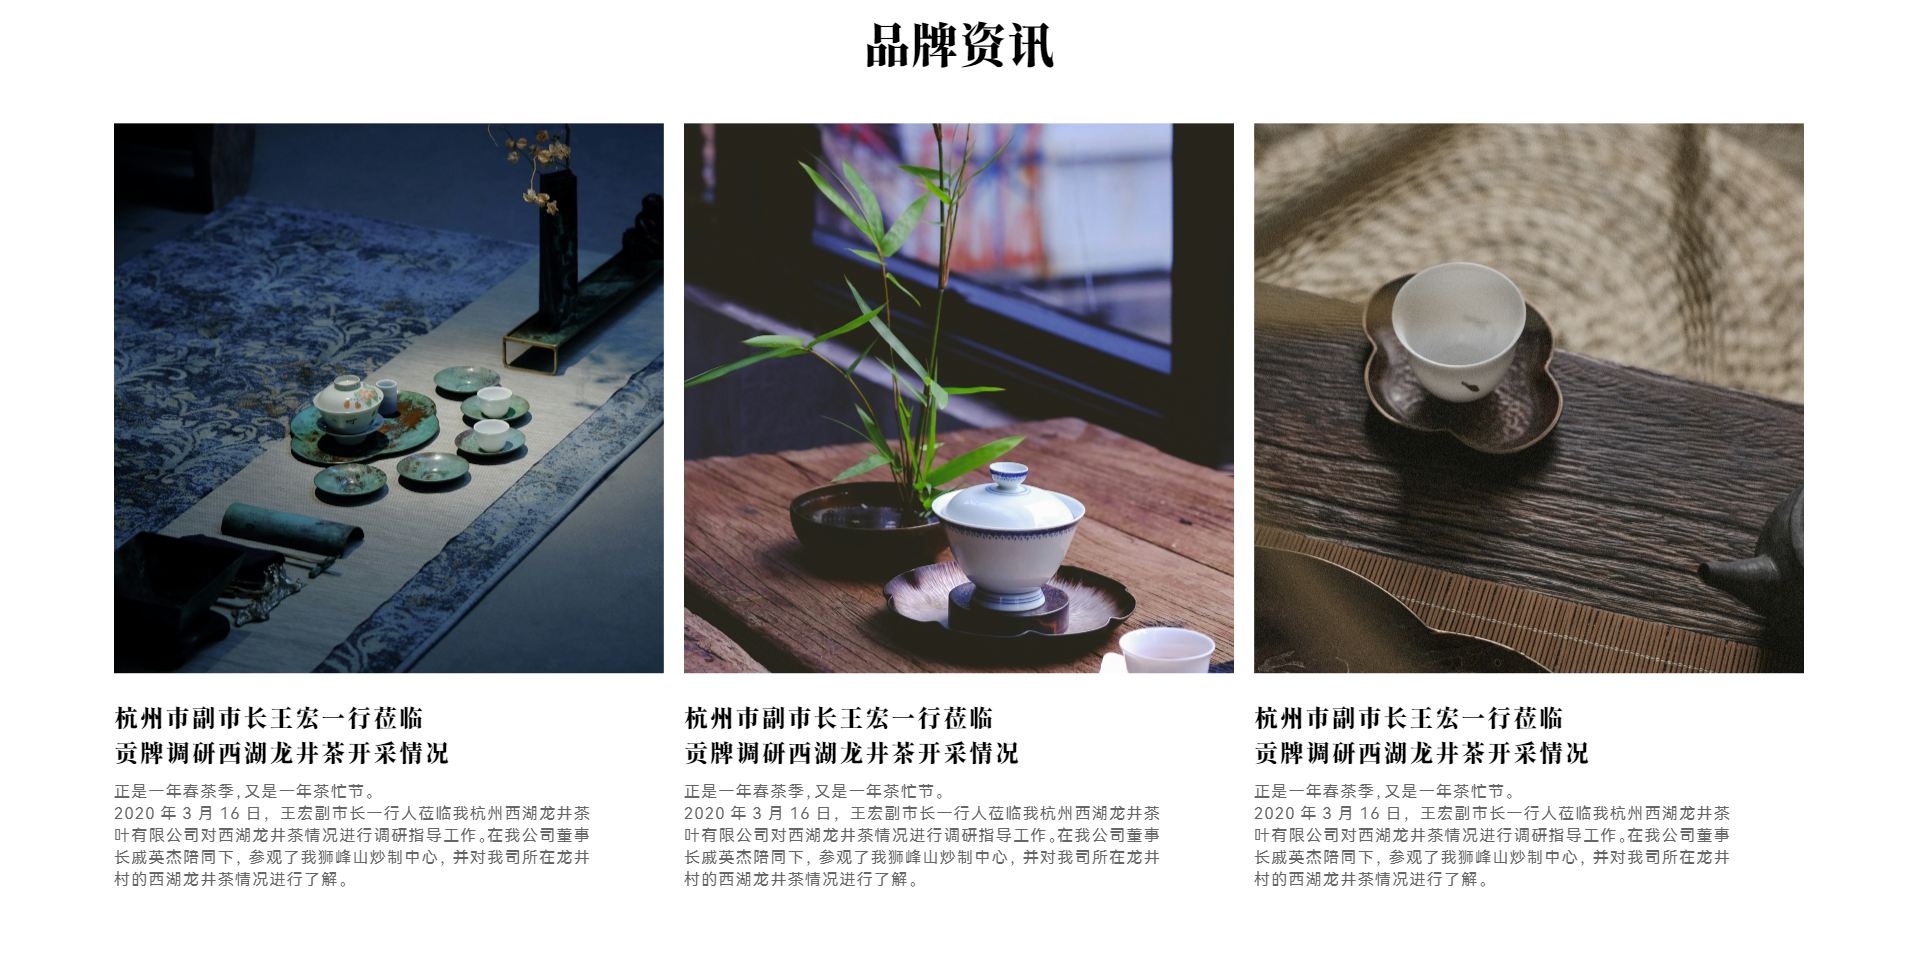 品牌资讯
杭州市副市长王宏一行莅临
贡牌调研西湖龙井茶开采情况
正是一年春茶季,又是一年茶忙节。
2020 年 3 月 16 日，王宏副市长一行人莅临我杭州西湖龙井茶
叶有限公司对西湖龙井茶情况进行调研指导工作。在我公司董事
长戚英杰陪同下, 参观了我狮峰山炒制中心, 并对我司所在龙井
村的西湖龙井茶情况进行了解。
杭州市副市长王宏一行莅临
贡牌调研西湖龙井茶开采情况
正是一年春茶季,又是一年茶忙节。
2020 年 3 月 16 日，王宏副市长一行人莅临我杭州西湖龙井茶
叶有限公司对西湖龙井茶情况进行调研指导工作。在我公司董事
长戚英杰陪同下, 参观了我狮峰山炒制中心, 并对我司所在龙井
村的西湖龙井茶情况进行了解。
杭州市副市长王宏一行莅临
贡牌调研西湖龙井茶开采情况
正是一年春茶季,又是一年茶忙节。
2020 年 3 月 16 日，王宏副市长一行人莅临我杭州西湖龙井茶
叶有限公司对西湖龙井茶情况进行调研指导工作。在我公司董事
长戚英杰陪同下, 参观了我狮峰山炒制中心, 并对我司所在龙井
村的西湖龙井茶情况进行了解。